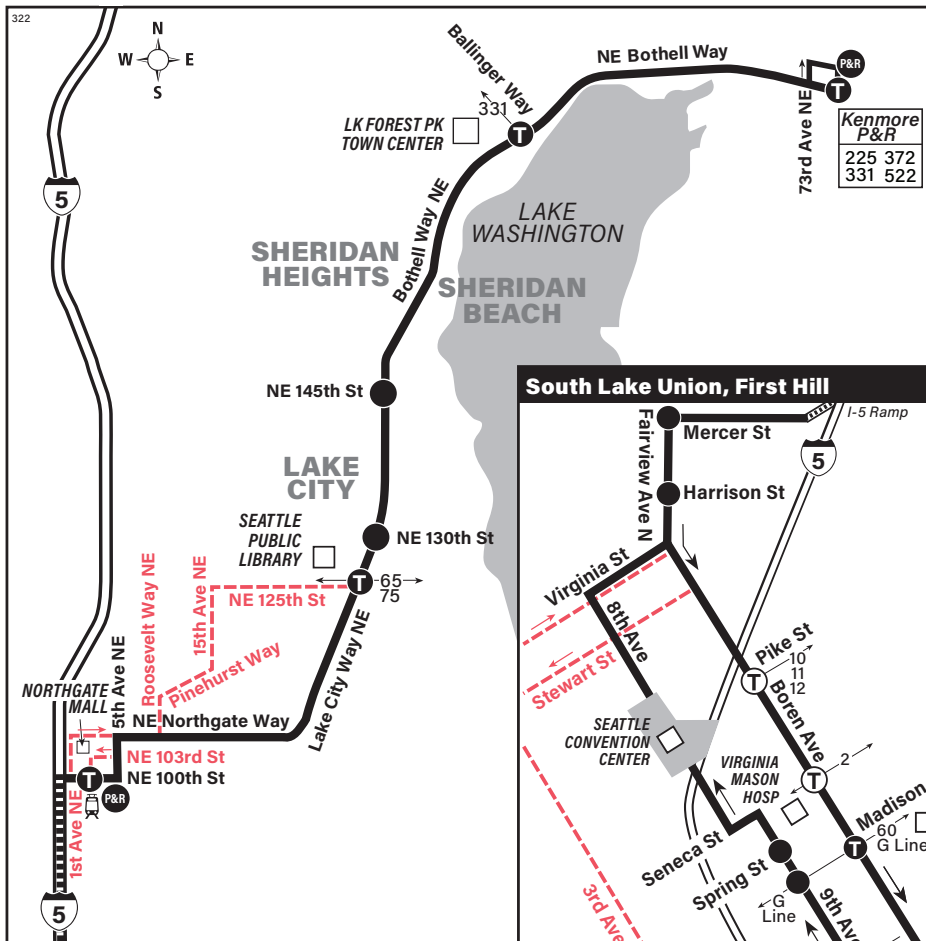 322
N
W E
S
5
Ballinger Way
NE Bothell Way
P&R
T
331
T
LK FOREST PK
TOWN CENTER
73rd Ave NE
Kenmore
P&R
225 372
331 522
LAKE
WASHINGTON
Bothell Way NE
SHERIDAN
HEIGHTS
SHERIDAN
BEACH
NE 145th St
LAKE
CITY
SEATTLE
PUBLIC
LIBRARY
NE 130th St
T
65
75
NE 125th St
15th Ave NE
Roosevelt Way NE
Pinehurst Way
Lake City Way NE
5th Ave NE
NORTHGATE
MALL
NE Northgate Way
NE 103rd St
T
NE 100th St
P&R
1st Ave NE
5
South Lake Union, First Hill
I-5 Ramp
Fairview Ave N
Mercer St
5
Harrison St
Virginia St
8th Ave
Stewart St
Pike St
T
10
11
12
Boren Ave
SEATTLE
CONVENTION
CENTER
VIRGINIA
MASON
HOSP
T
2
Madison
60
G Line
T
Seneca St
Spring St
G
Line
9th Ave
3rd Ave